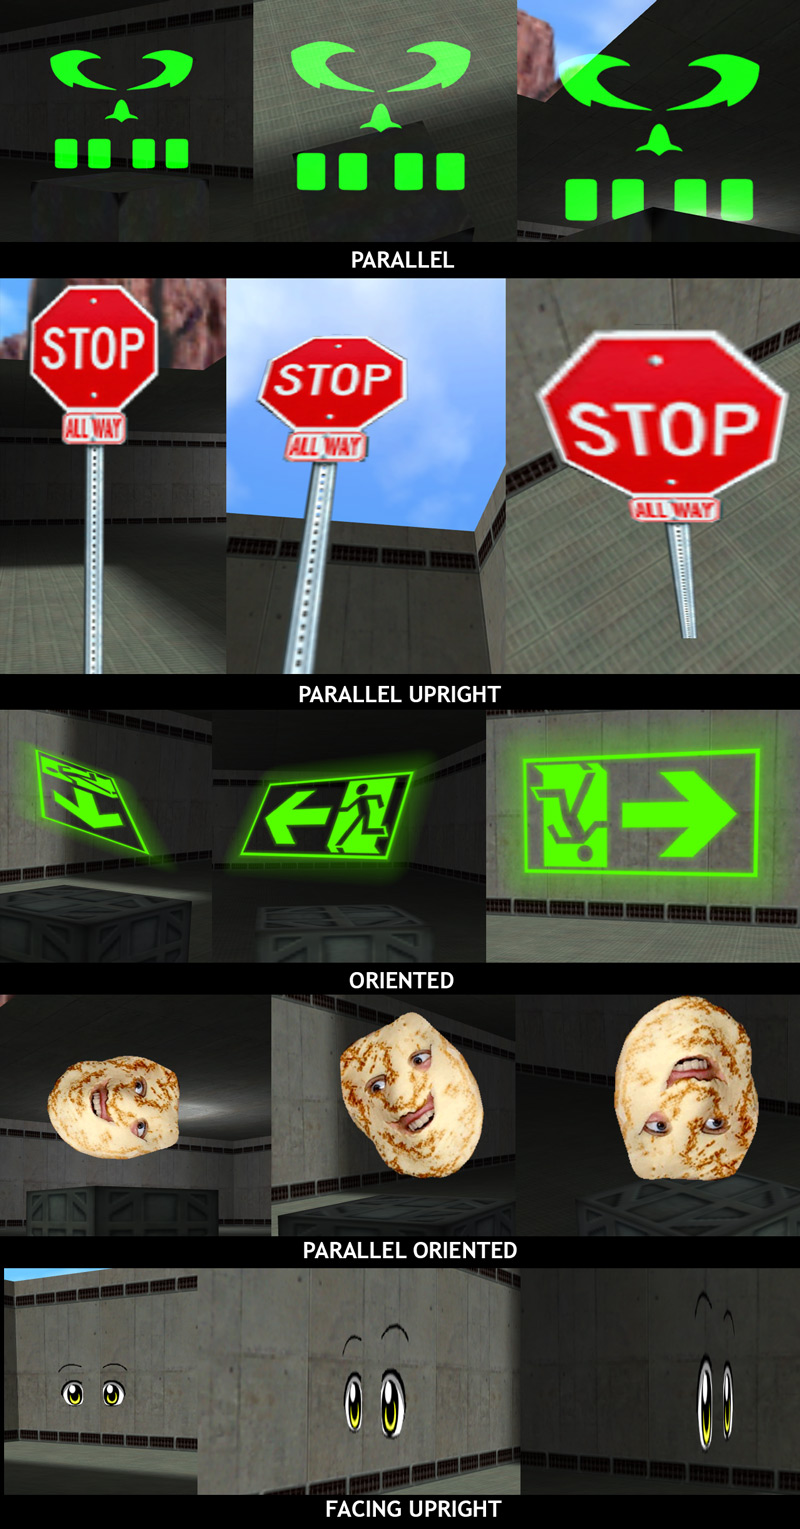 PARALLEL
STOP
ALL WAY
STOP
ALL WAY
STOP
ALL WAY
PARALLEL UPRIGHT
ORIENTED
PARALLEL ORIENTED
FACING UPRIGHT